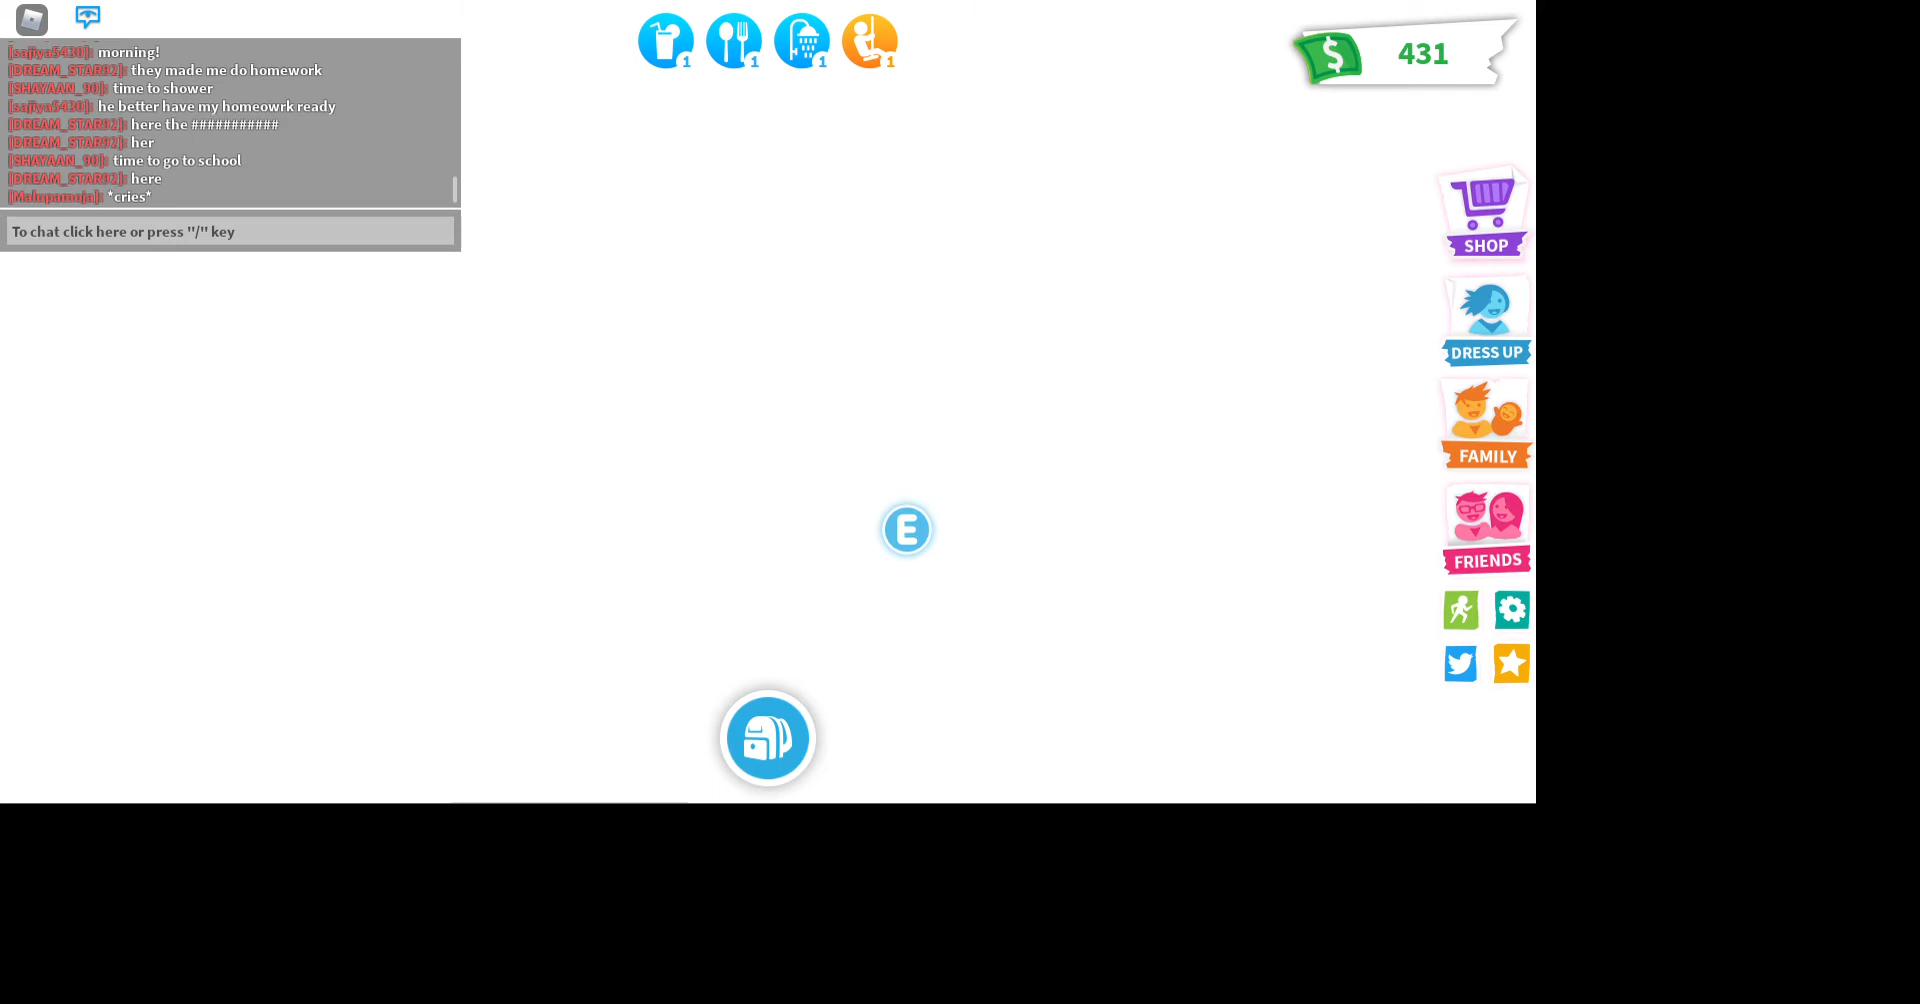 [sajiya5430]: morning!
[DREAM_STAR92]: they made me do homework
[SHAYAAN_90]: time to shower
[sajiya5430]: he better have my homeowrk ready
[DREAM_STAR92]: here the ###########
[DREAM_STAR92]: her
[SHAYAAN_90]: time to go to school
[DREAM_STAR92]: here
[Malupamoja]: *cries*
To chat click here or press "/" key
1
1
1
1
$ 431
SHOP
DRESS UP
FAMILY
FRIENDS
E